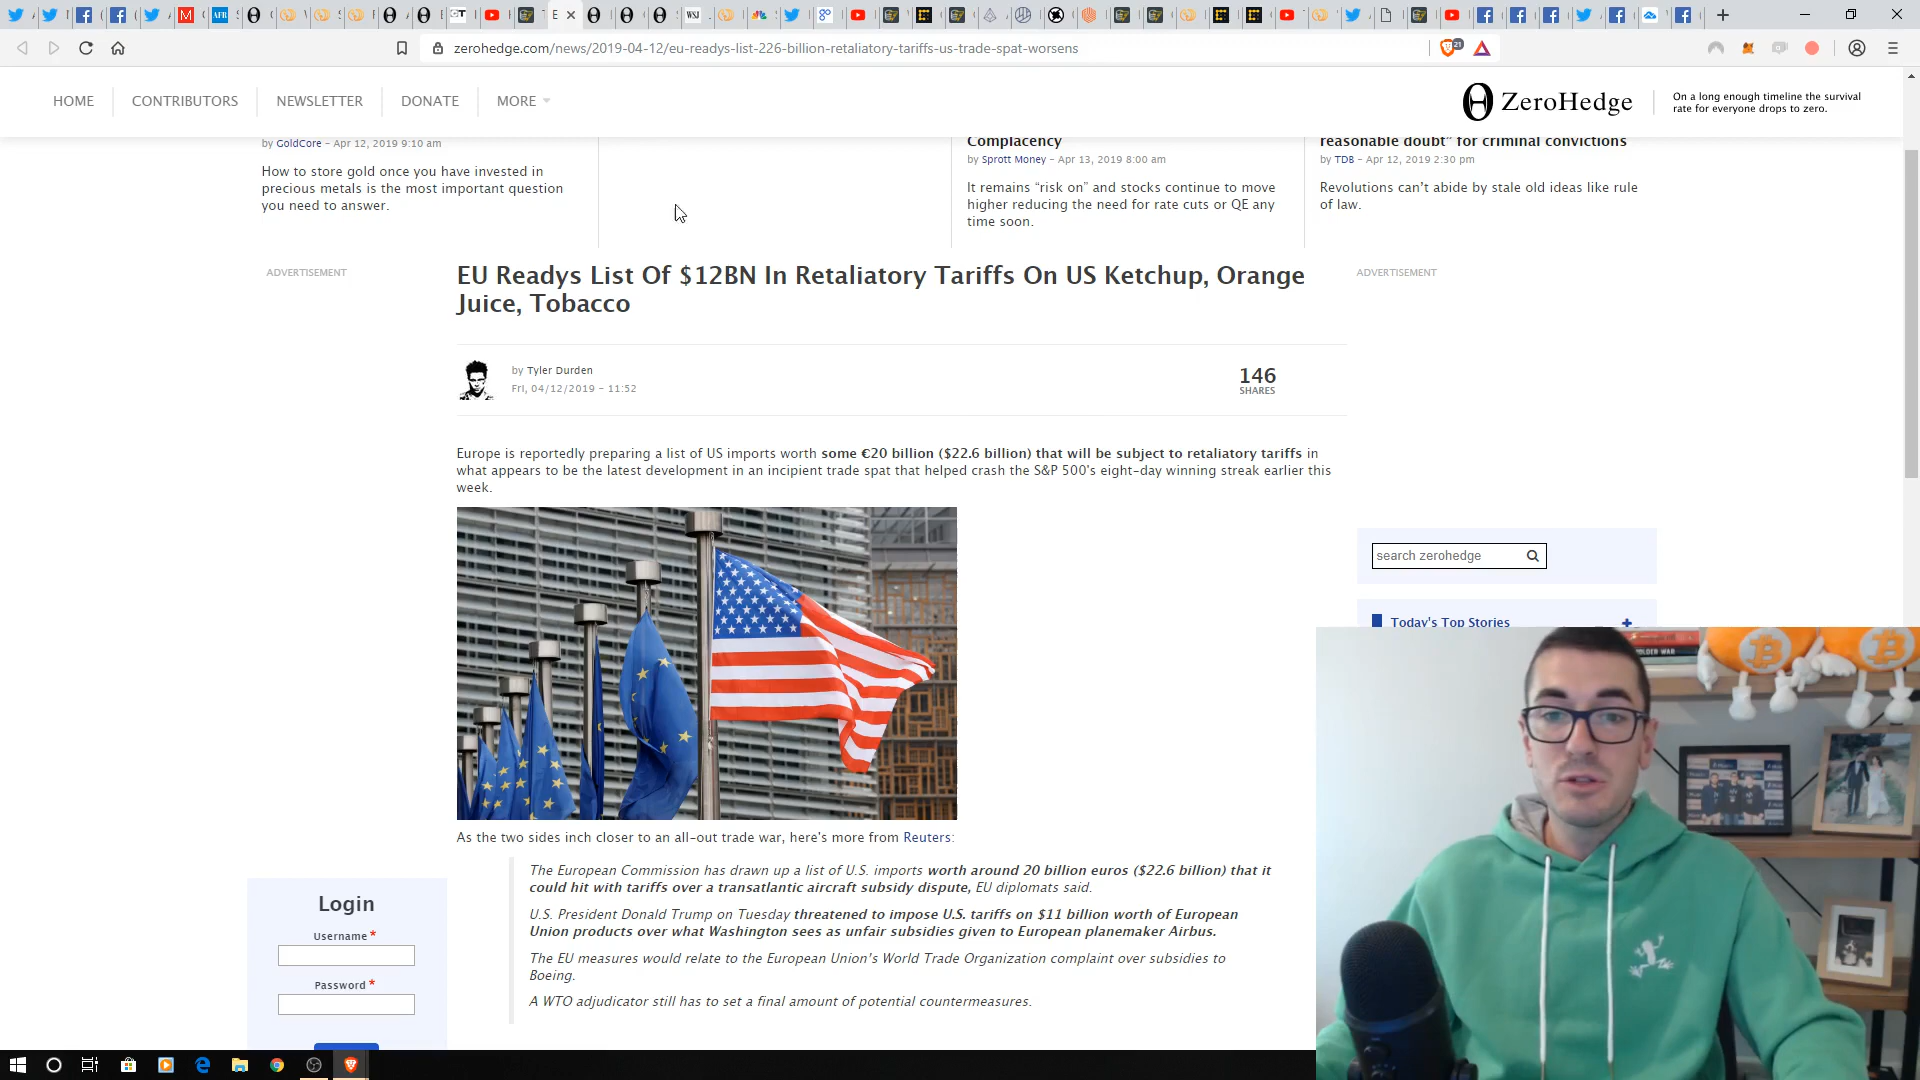 zerohedge.com/news/2019-04-12/eu-readys-list-226-billion-retaliatory-tariffs-us-trade-spat-worsens
21
HOME
CONTRIBUTORS
NEWSLETTER
DONATE
MORE
ZeroHedge
On a long enough timeline the survival
rate for everyone drops to zero.
by GoldCore - Apr 12, 2019 9:10 am
How to store gold once you have invested in
precious metals is the most important question
you need to answer.
Complacency
by Sprott Money - Apr 13, 2019 8:00 am
It remains “risk on” and stocks continue to move
higher reducing the need for rate cuts or QE any
time soon.
reasonable doubt” for criminal convictions
by TDB - Apr 12, 2019 2:30 pm
Revolutions can’t abide by stale old ideas like rule
of law.
ADVERTISEMENT
EU Readys List Of $12BN In Retaliatory Tariffs On US Ketchup, Orange
Juice, Tobacco
ADVERTISEMENT
by Tyler Durden
Fri, 04/12/2019 - 11:52
146
SHARES
Europe is reportedly preparing a list of US imports worth some €20 billion ($22.6 billion) that will be subject to retaliatory tariffs in
what appears to be the latest development in an incipient trade spat that helped crash the S&P 500's eight-day winning streak earlier this
week.
search zerohedge
Today's Top Stories
As the two sides inch closer to an all-out trade war, here's more from Reuters:
The European Commission has drawn up a list of U.S. imports worth around 20 billion euros ($22.6 billion) that it
could hit with tariffs over a transatlantic aircraft subsidy dispute, EU diplomats said.
U.S. President Donald Trump on Tuesday threatened to impose U.S. tariffs on $11 billion worth of European
Union products over what Washington sees as unfair subsidies given to European planemaker Airbus.
The EU measures would relate to the European Union's World Trade Organization complaint over subsidies to
Boeing.
A WTO adjudicator still has to set a final amount of potential countermeasures.
Login
Username *
Password *